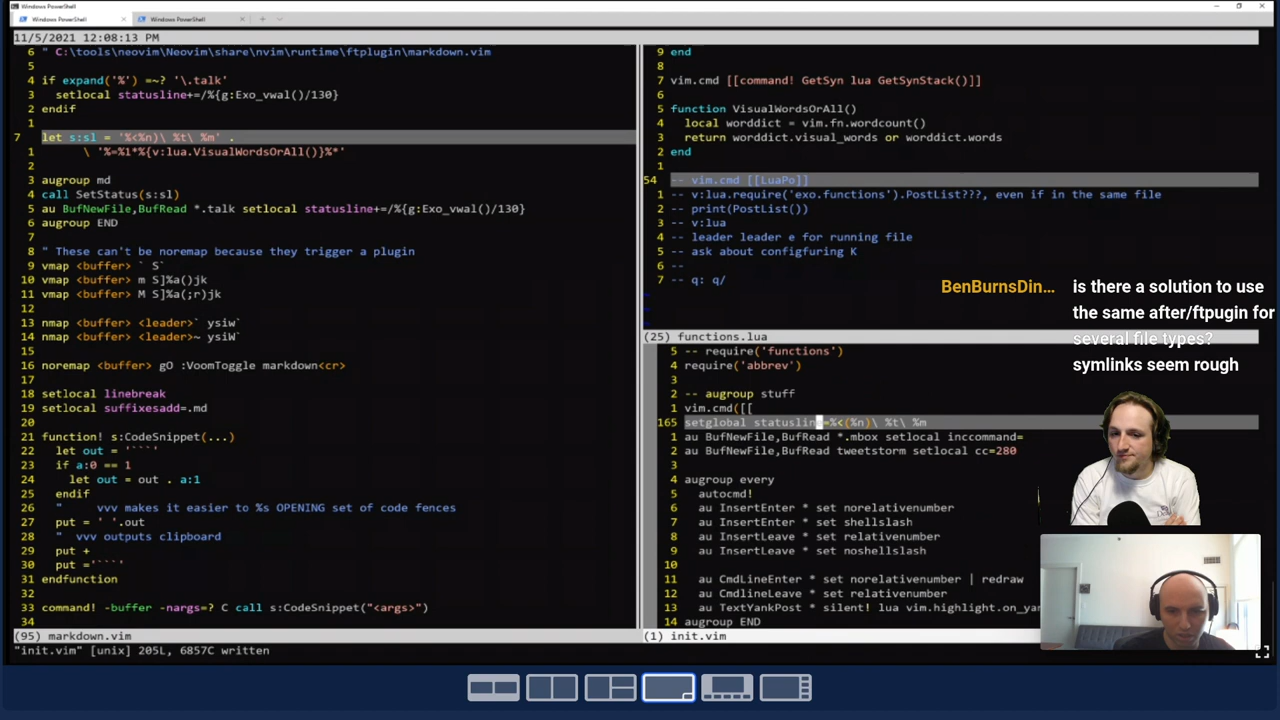 Windows PowerShell
Windows PowerShell
Windows PowerShell
11/5/2021 12:08:13 PM
6 " C:\tools\neovim\Neovim\share\nvim\runtime\ftplugin\markdown.vim
5
4 if expand('%') =~? '\.talk'
3   setlocal statusline+=/%{g:Exo_vwal()/130}
2 endif
1
7 let s:sl = '%<%n)\ %t\ %m' .
1       \ '%=%1*%{v:lua.VisualWordsOrAll()}%*'
2
3 augroup md
4 call SetStatus(s:sl)
5 au BufNewFile,BufRead *.talk setlocal statusline+=/%{g:Exo_vwal()/130}
6 augroup END
7
8 " These can't be noremap because they trigger a plugin
9 vmap <buffer> ` S`
10 vmap <buffer> m S]%a()jk
11 vmap <buffer> M S]%a(;r)jk
12
13 nmap <buffer> <leader>` ysiw`
14 nmap <buffer> <leader>~ ysiW`
15
16 noremap <buffer> gO :VoomToggle markdown<cr>
17
18 setlocal linebreak
19 setlocal suffixesadd=.md
20
21 function! s:CodeSnippet(...)
22   let out = '```'
23   if a:0 == 1
24     let out = out . a:1
25   endif
26   "     vvv makes it easier to %s OPENING set of code fences
27   put = ' '.out
28   "  vvv outputs clipboard
29   put +
30   put ='```'
31 endfunction
32
33 command! -buffer -nargs=? C call s:CodeSnippet("<args>")
34
(95) markdown.vim
"init.vim" [unix] 205L, 6857C written
9 end
8
7 vim.cmd [[command! GetSyn lua GetSynStack()]]
6
5 function VisualWordsOrAll()
4   local worddict = vim.fn.wordcount()
3   return worddict.visual_words or worddict.words
2 end
1
54 -- vim.cmd [[LuaPo]]
1 -- v:lua.require('exo.functions').PostList???, even if in the same file
2 -- print(PostList())
3 -- v:lua
4 -- leader leader e for running file
5 -- ask about configfuring K
6 --
7 -- q: q/
(25) functions.lua
5 -- require('functions')
4 require('abbrev')
3
2 -- augroup stuff
1 vim.cmd([[
165 setglobal statusline=%<(%n)\ %t\ %m
1 au BufNewFile,BufRead *.mbox setlocal inccommand=
2 au BufNewFile,BufRead tweetstorm setlocal cc=280
3
4 augroup every
5   autocmd!
6   au InsertEnter * set norelativenumber
7   au InsertEnter * set shellslash
8   au InsertLeave * set relativenumber
9   au InsertLeave * set noshellslash
10
11   au CmdLineEnter * set norelativenumber | redraw
12   au CmdlineLeave * set relativenumber
13   au TextYankPost * silent! lua vim.highlight.on_yan
14 augroup END
(1) init.vim
BenBurnsDin… is there a solution to use
the same after/ftpugin for
several file types?
symlinks seem rough